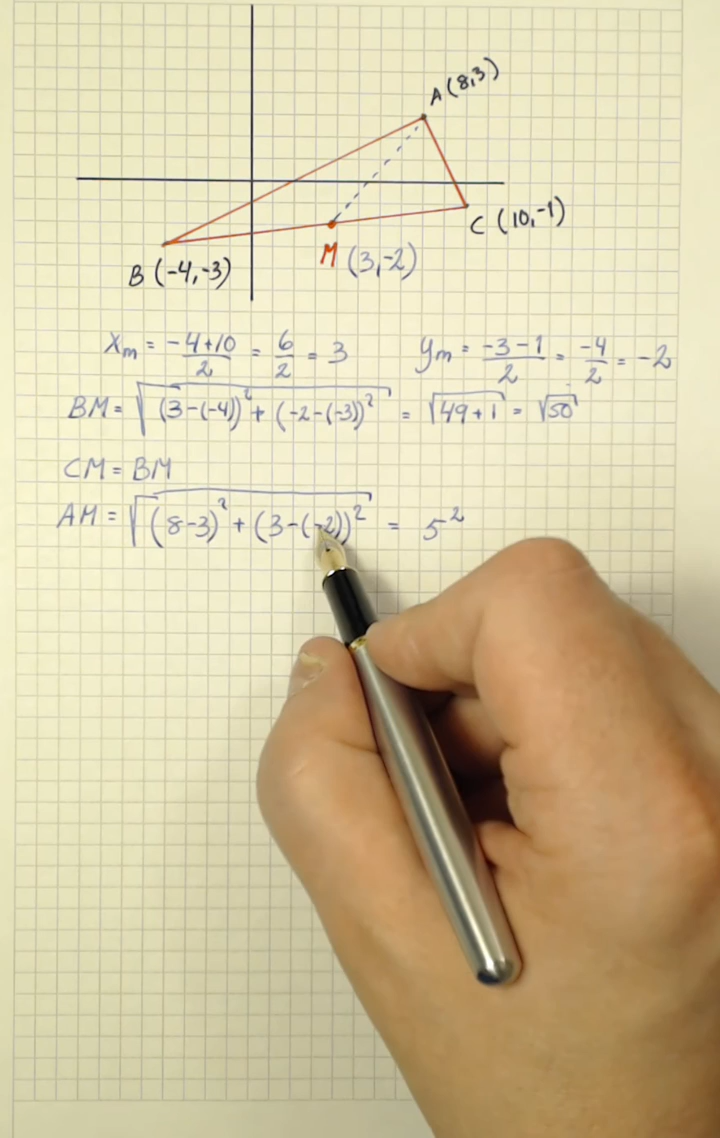 A (8,3)
C (10,-1)
B (-4,-3)
M (3,-2)
Xm = -4+10/2 = 6/2 = 3 ym = -3-1/2 = -4/2 = -2
BM = √(3-(-4))² + (-2-(-3))² = √49+1 = √50
CM = BM
AM = √(8-3)² + (3-(-2))² = 5²